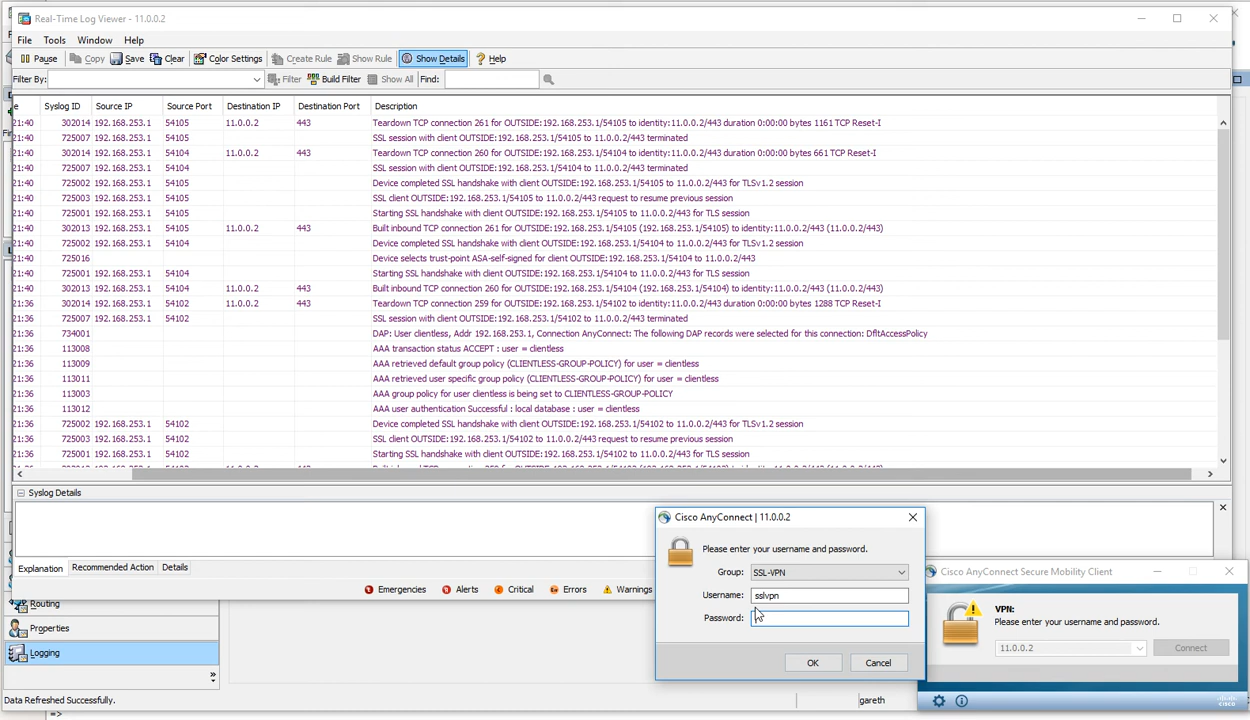 Real-Time Log Viewer - 11.0.0.2
File Tools Window Help
Pause Copy Save Clear Color Settings Create Rule Show Rule Show Details Help
Filter By: Filter Build Filter Show All Find:
e Syslog ID Source IP Source Port Destination IP Destination Port Description
21:40 302014 192.168.253.1 54105 11.0.0.2 443 Teardown TCP connection 261 for OUTSIDE:192.168.253.1/54105 to identity:11.0.0.2/443 duration 0:00:00 bytes 1161 TCP Reset-I
21:40 725007 192.168.253.1 54105 SSL session with client OUTSIDE:192.168.253.1/54105 to 11.0.0.2/443 terminated
21:40 302014 192.168.253.1 54104 11.0.0.2 443 Teardown TCP connection 260 for OUTSIDE:192.168.253.1/54104 to identity:11.0.0.2/443 duration 0:00:00 bytes 661 TCP Reset-I
21:40 725007 192.168.253.1 54104 SSL session with client OUTSIDE:192.168.253.1/54104 to 11.0.0.2/443 terminated
21:40 725002 192.168.253.1 54105 Device completed SSL handshake with client OUTSIDE:192.168.253.1/54105 to 11.0.0.2/443 for TLSv1.2 session
21:40 725003 192.168.253.1 54105 SSL client OUTSIDE:192.168.253.1/54105 to 11.0.0.2/443 request to resume previous session
21:40 725001 192.168.253.1 54105 Starting SSL handshake with client OUTSIDE:192.168.253.1/54105 to 11.0.0.2/443 for TLS session
21:40 302013 192.168.253.1 54105 11.0.0.2 443 Built inbound TCP connection 261 for OUTSIDE:192.168.253.1/54105 (192.168.253.1/54105) to identity:11.0.0.2/443 (11.0.0.2/443)
21:40 725002 192.168.253.1 54104 Device completed SSL handshake with client OUTSIDE:192.168.253.1/54104 to 11.0.0.2/443 for TLSv1.2 session
21:40 725016 Device selects trust-point ASA-self-signed for client OUTSIDE:192.168.253.1/54104 to 11.0.0.2/443
21:40 725001 192.168.253.1 54104 Starting SSL handshake with client OUTSIDE:192.168.253.1/54104 to 11.0.0.2/443 for TLS session
21:40 302013 192.168.253.1 54104 11.0.0.2 443 Built inbound TCP connection 260 for OUTSIDE:192.168.253.1/54104 (192.168.253.1/54104) to identity:11.0.0.2/443 (11.0.0.2/443)
21:36 302014 192.168.253.1 54102 11.0.0.2 443 Teardown TCP connection 259 for OUTSIDE:192.168.253.1/54102 to identity:11.0.0.2/443 duration 0:00:00 bytes 1288 TCP Reset-I
21:36 725007 192.168.253.1 54102 SSL session with client OUTSIDE:192.168.253.1/54102 to 11.0.0.2/443 terminated
21:36 734001 DAP: User clientless, Addr 192.168.253.1, Connection AnyConnect: The following DAP records were selected for this connection: DfltAccessPolicy
21:36 113008 AAA transaction status ACCEPT : user = clientless
21:36 113009 AAA retrieved default group policy (CLIENTLESS-GROUP-POLICY) for user = clientless
21:36 113011 AAA retrieved user specific group policy (CLIENTLESS-GROUP-POLICY) for user = clientless
21:36 113003 AAA group policy for user clientless is being set to CLIENTLESS-GROUP-POLICY
21:36 113012 AAA user authentication Successful : local database : user = clientless
21:36 725002 192.168.253.1 54102 Device completed SSL handshake with client OUTSIDE:192.168.253.1/54102 to 11.0.0.2/443 for TLSv1.2 session
21:36 725003 192.168.253.1 54102 SSL client OUTSIDE:192.168.253.1/54102 to 11.0.0.2/443 request to resume previous session
21:36 725001 192.168.253.1 54102 Starting SSL handshake with client OUTSIDE:192.168.253.1/54102 to 11.0.0.2/443 for TLS session
Syslog Details
Explanation Recommended Action Details
Emergencies Alerts Critical Errors Warnings
Routing
Properties
Logging
Data Refreshed Successfully.
gareth
=>
Cisco AnyConnect | 11.0.0.2
Please enter your username and password.
Group: SSL-VPN
Username: sslvpn
Password:
OK Cancel
Cisco AnyConnect Secure Mobility Client
VPN:
Please enter your username and password.
11.0.0.2 Connect
CISCO